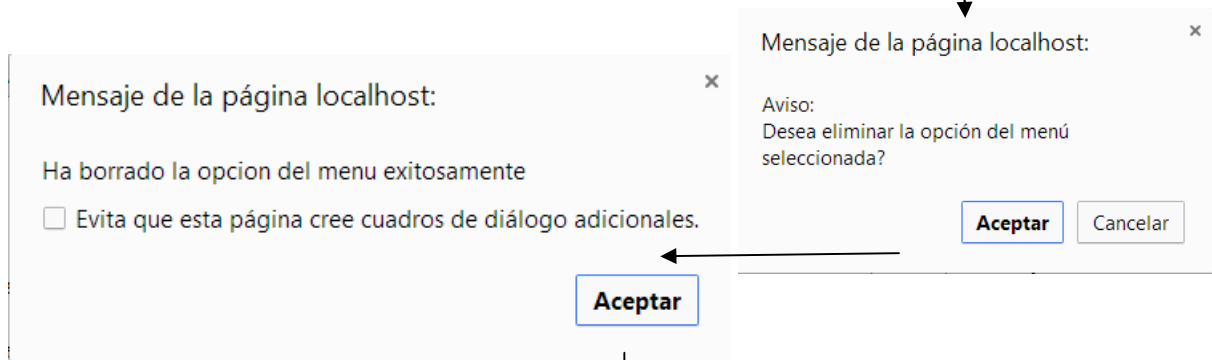 Mensaje de la página localhost:
×
Aviso:
Desea eliminar la opción del menú
seleccionada?
Aceptar
Cancelar
Mensaje de la página localhost:
×
Ha borrado la opcion del menu exitosamente
Evita que esta página cree cuadros de diálogo adicionales.
Aceptar